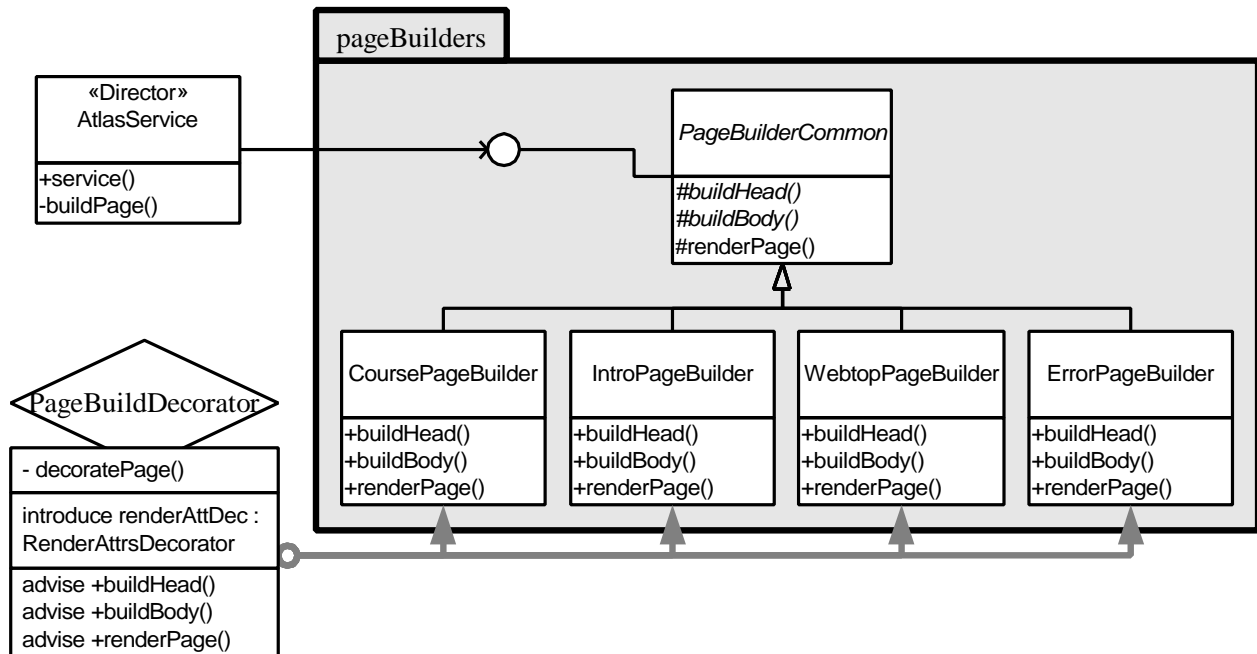 pageBuilders
«Director»
AtlasService
+service()
-buildPage()
PageBuilderCommon
#buildHead()
#buildBody()
#renderPage()
CoursePageBuilder
+buildHead()
+buildBody()
+renderPage()
IntroPageBuilder
+buildHead()
+buildBody()
+renderPage()
WebtopPageBuilder
+buildHead()
+buildBody()
+renderPage()
ErrorPageBuilder
+buildHead()
+buildBody()
+renderPage()
PageBuildDecorator
- decoratePage()
introduce renderAttDec :
RenderAttrsDecorator
advise +buildHead()
advise +buildBody()
advise +renderPage()